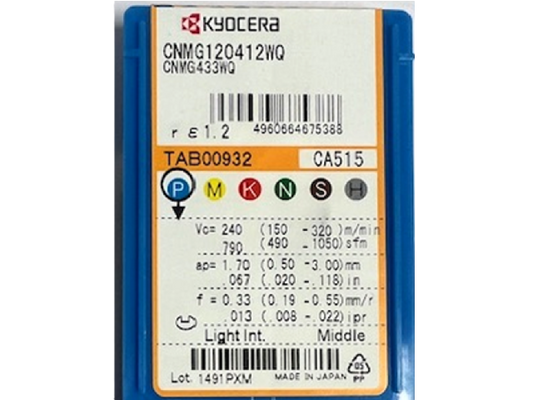 KYOCERA
CNMG120412WQ
CNMG433WQ
rε1.2
4960664675388
TAB00932 CA515
P M K N S H
Vc= 240 (150 -320)m/min
790 (490 -1050)sfm
ap= 1.70 (0.50 -3.00)mm
.067 (.020 -.118)in
f = 0.33 (0.19 -0.55)mm/r
.013 (.008 -.022)ipr
Light Int. Middle
Lot. 1491PXM MADE IN JAPAN
05
PP